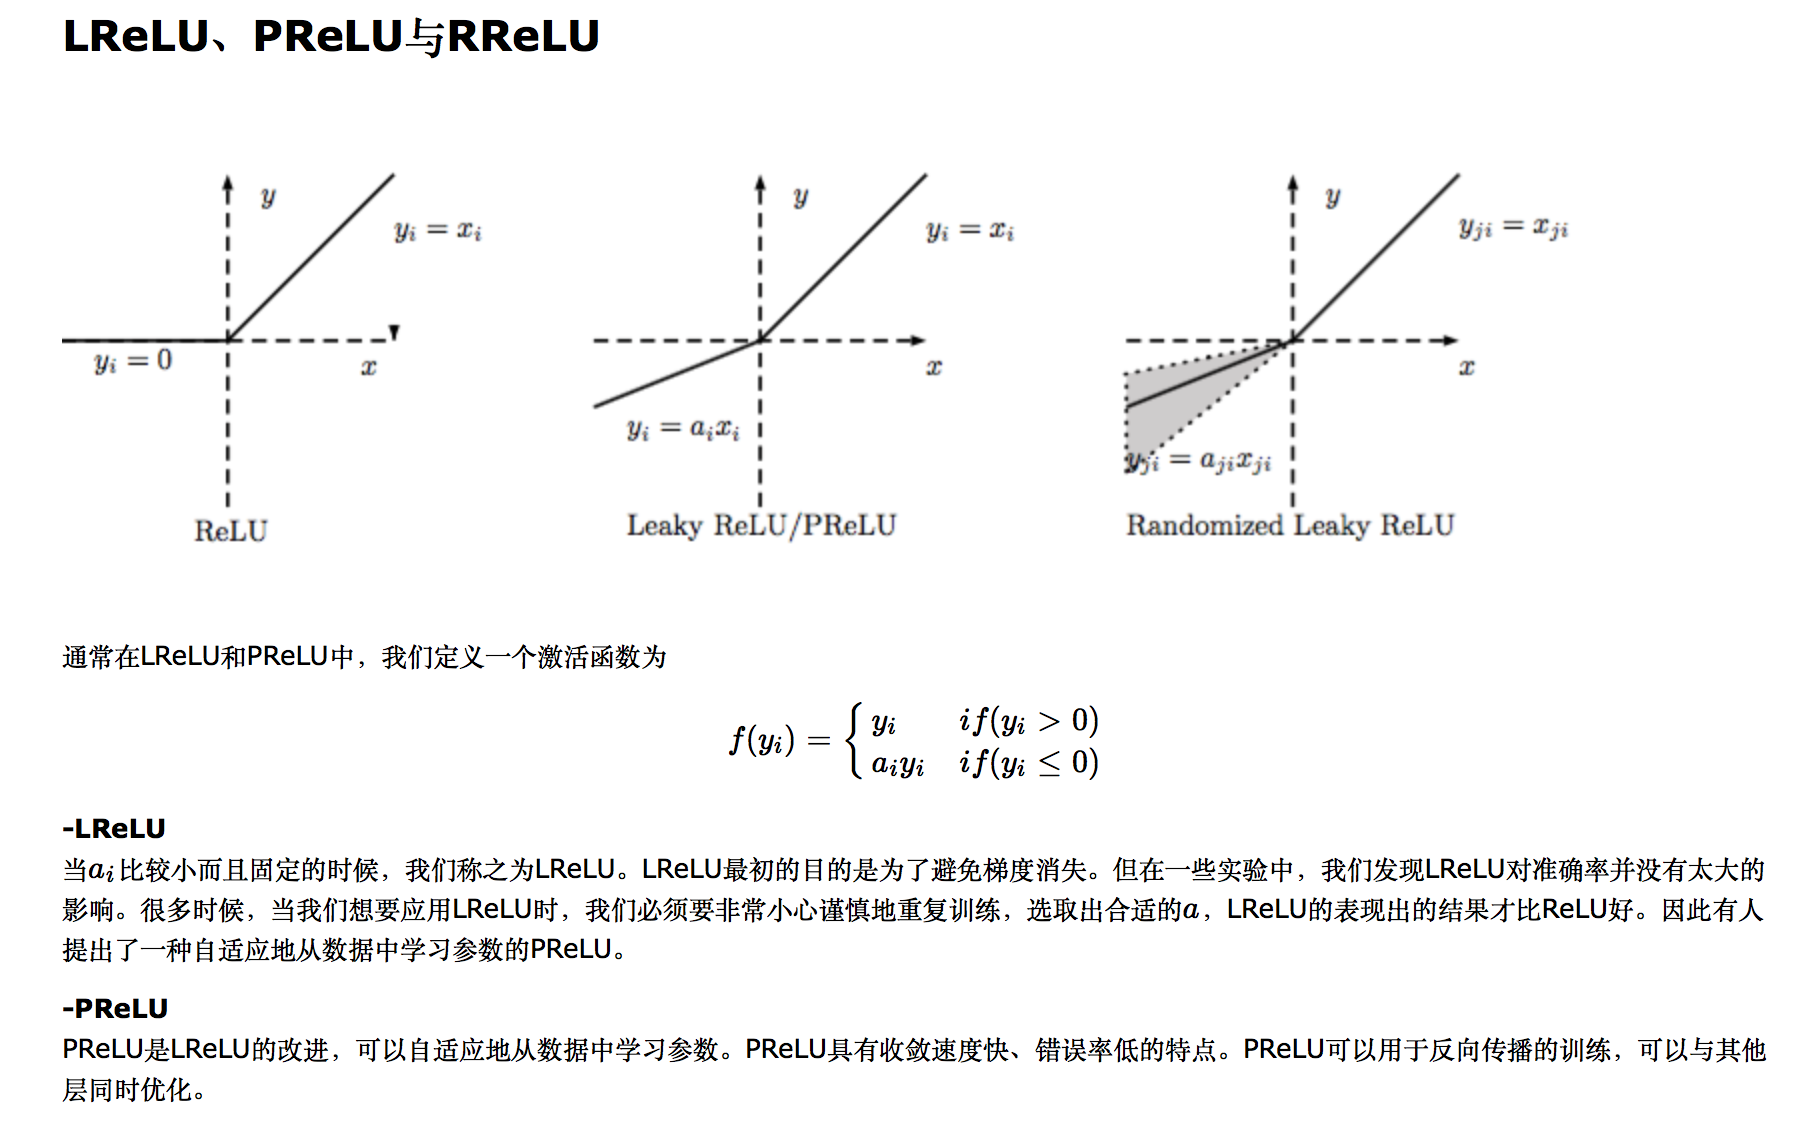 LReLU、PReLU与RReLU
y
y_i = x_i
y_i = 0
x
ReLU
y
y_i = x_i
x
y_i = a_i x_i
Leaky ReLU/PReLU
y
y_{ji} = x_{ji}
x
y_{ji} = a_{ji} x_{ji}
Randomized Leaky ReLU
通常在LReLU和PReLU中，我们定义一个激活函数为
f(y_i) = { y_i if(y_i > 0)
a_i y_i if(y_i ≤ 0)
-LReLU
当a_i比较小而且固定的时候，我们称之为LReLU。LReLU最初的目的是为了避免梯度消失。但在一些实验中，我们发现LReLU对准确率并没有太大的
影响。很多时候，当我们想要应用LReLU时，我们必须要非常小心谨慎地重复训练，选取出合适的a，LReLU的表现出的结果才比ReLU好。因此有人
提出了一种自适应地从数据中学习参数的PReLU。
-PReLU
PReLU是LReLU的改进，可以自适应地从数据中学习参数。PReLU具有收敛速度快、错误率低的特点。PReLU可以用于反向传播的训练，可以与其他
层同时优化。